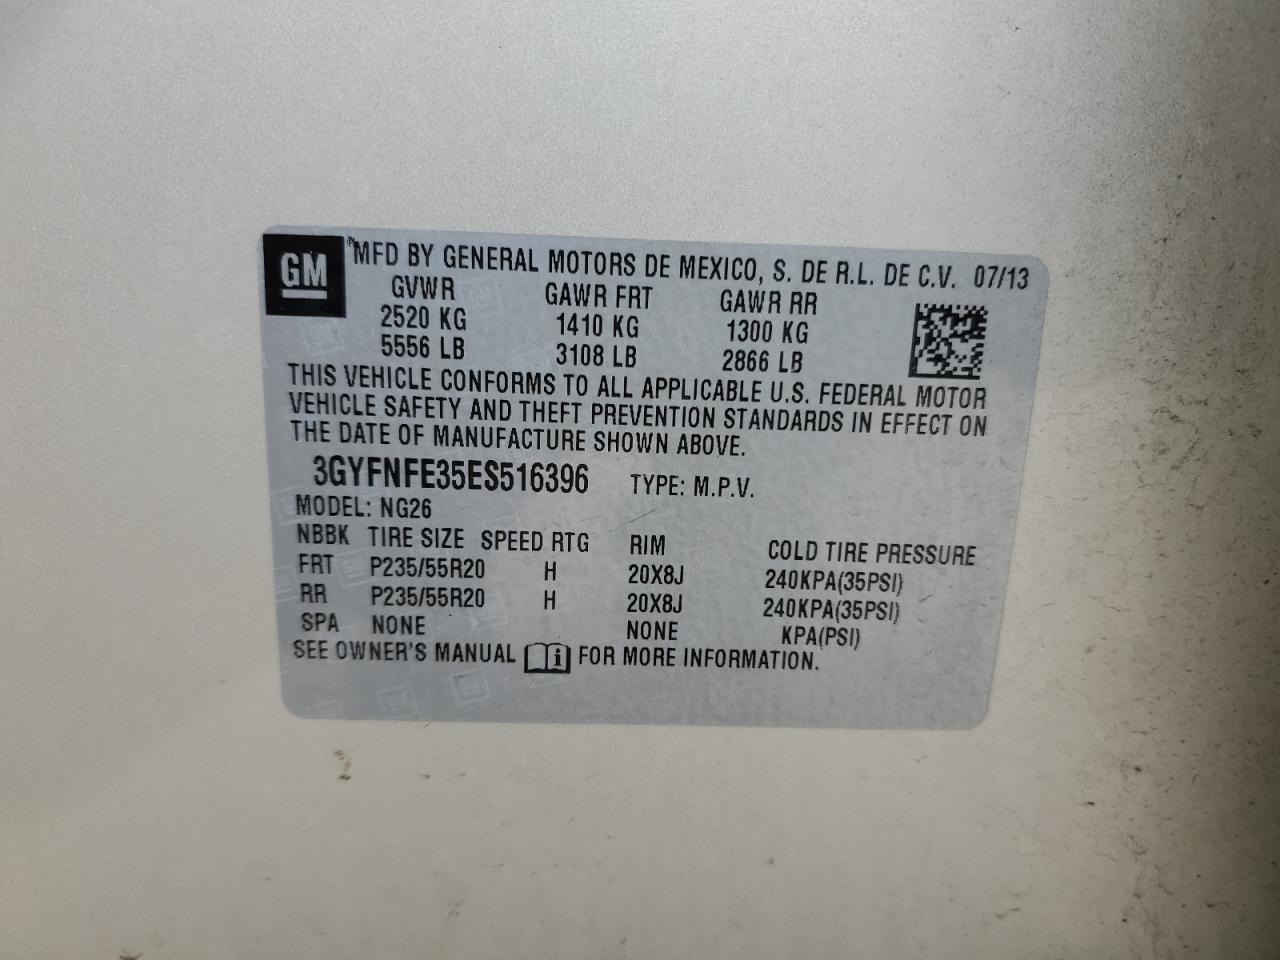 GM
MFD BY GENERAL MOTORS DE MEXICO, S. DE R.L. DE C.V. 07/13
GVWR GAWR FRT GAWR RR
2520 KG 1410 KG 1300 KG
5556 LB 3108 LB 2866 LB
THIS VEHICLE CONFORMS TO ALL APPLICABLE U.S. FEDERAL MOTOR
VEHICLE SAFETY AND THEFT PREVENTION STANDARDS IN EFFECT ON
THE DATE OF MANUFACTURE SHOWN ABOVE.
3GYFNFE35ES516396 TYPE: M.P.V.
MODEL: NG26
NBBK TIRE SIZE SPEED RTG RIM COLD TIRE PRESSURE
FRT P235/55R20 H 20X8J 240KPA(35PSI)
RR P235/55R20 H 20X8J 240KPA(35PSI)
SPA NONE NONE KPA(PSI)
SEE OWNER'S MANUAL i FOR MORE INFORMATION.